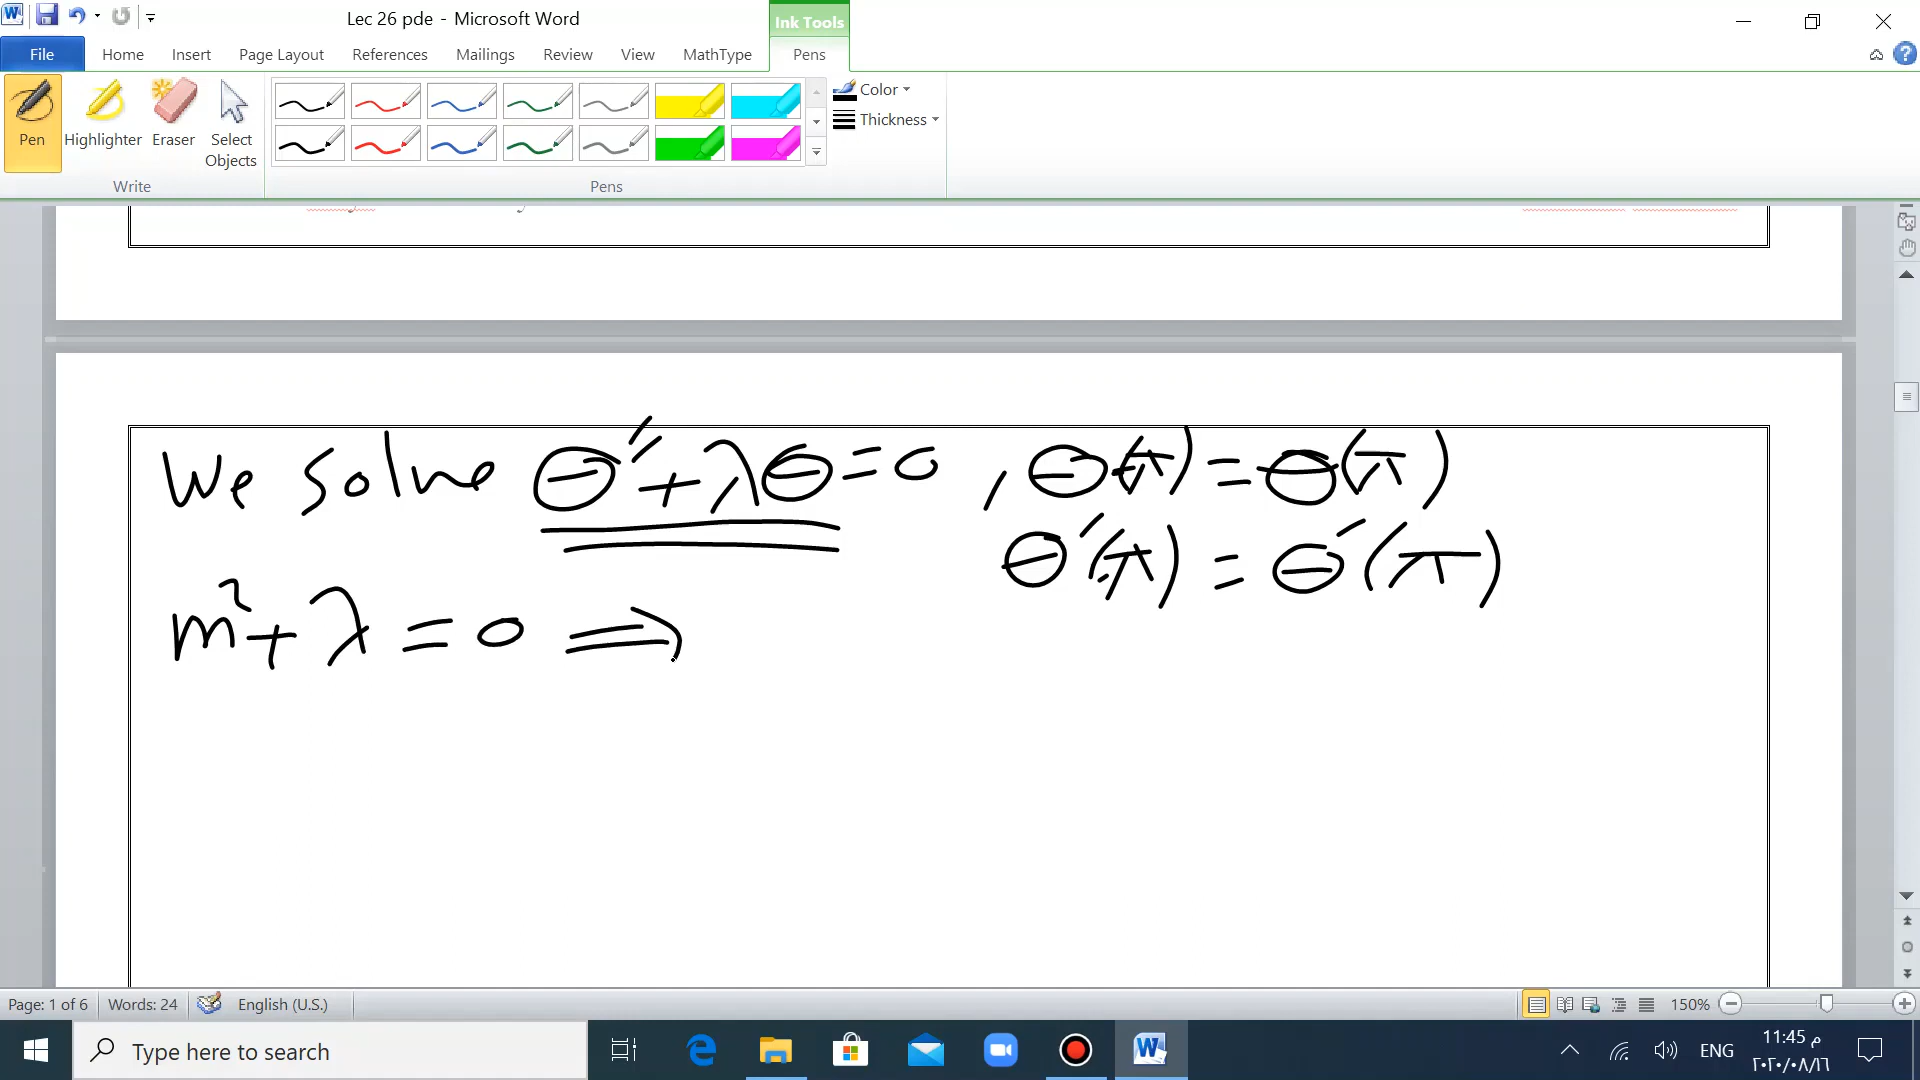 Lec 26 pde - Microsoft Word
Ink Tools
File Home Insert Page Layout References Mailings Review View MathType Pens
Pen Highlighter Eraser Select Objects
Color
Thickness
Write
Pens
We solve Θ″+λΘ=0 , Θ(-π) = Θ(π)
Θ′(-π) = Θ′(π)
m²+λ=0 ⟹
Page: 1 of 6 Words: 24 English (U.S.) 150%
Type here to search
ENG
11:45 م
٢٠٢٠/٠٨/١٦